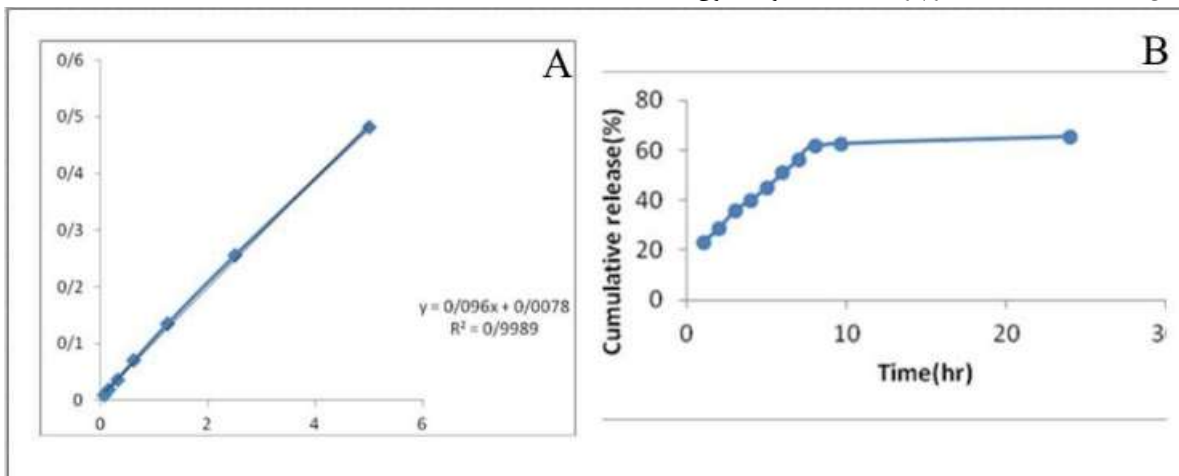 A
0/6
0/5
0/4
0/3
0/2
0/1
0
0 2 4 6
y = 0/096x + 0/0078
R² = 0/9989
B
Cumulative release(%)
80
60
40
20
0
0 10 20
Time(hr)